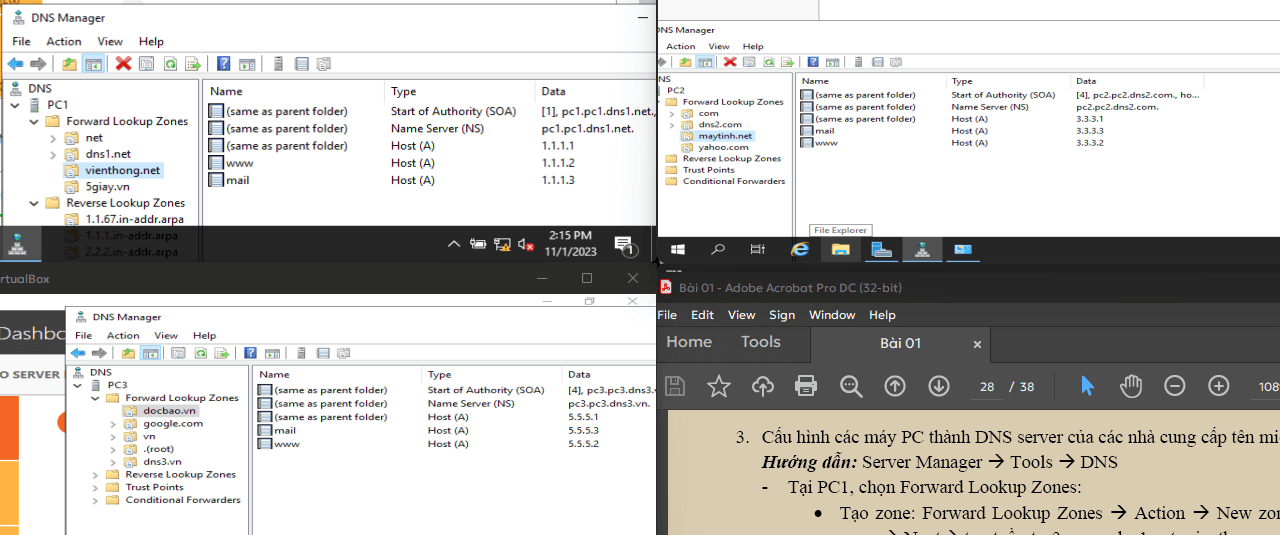 DNS Manager
File Action View Help
DNS
PC1
Forward Lookup Zones
net
dns1.net
vienthong.net
5giay.vn
Reverse Lookup Zones
1.1.67.in-addr.arpa
1.1.1.in-addr.arpa
2.2.2.in-addr.arpa
Name Type Data
(same as parent folder) Start of Authority (SOA) [1], pc1.pc1.dns1.net.,
(same as parent folder) Name Server (NS) pc1.pc1.dns1.net.
(same as parent folder) Host (A) 1.1.1.1
www Host (A) 1.1.1.2
mail Host (A) 1.1.1.3
2:15 PM
11/1/2023
1
DNS Manager
Action View Help
NS
PC2
Forward Lookup Zones
com
dns2.com
maytinh.net
yahoo.com
Reverse Lookup Zones
Trust Points
Conditional Forwarders
Name Type Data
(same as parent folder) Start of Authority (SOA) [4], pc2.pc2.dns2.com., ho...
(same as parent folder) Name Server (NS) pc2.pc2.dns2.com.
(same as parent folder) Host (A) 3.3.3.1
mail Host (A) 3.3.3.3
www Host (A) 3.3.3.2
File Explorer
rtualBox
Dashbo
O SERVER
DNS Manager
File Action View Help
DNS
PC3
Forward Lookup Zones
docbao.vn
google.com
vn
.(root)
dns3.vn
Reverse Lookup Zones
Trust Points
Conditional Forwarders
Name Type Data
(same as parent folder) Start of Authority (SOA) [4], pc3.pc3.dns3.v
(same as parent folder) Name Server (NS) pc3.pc3.dns3.vn.
(same as parent folder) Host (A) 5.5.5.1
mail Host (A) 5.5.5.3
www Host (A) 5.5.5.2
Bài 01 - Adobe Acrobat Pro DC (32-bit)
File Edit View Sign Window Help
Home Tools Bài 01 ×
28 / 38 108
3. Cấu hình các máy PC thành DNS server của các nhà cung cấp tên mi
Hướng dẫn: Server Manager → Tools → DNS
- Tại PC1, chọn Forward Lookup Zones:
• Tạo zone: Forward Lookup Zones → Action → New zon